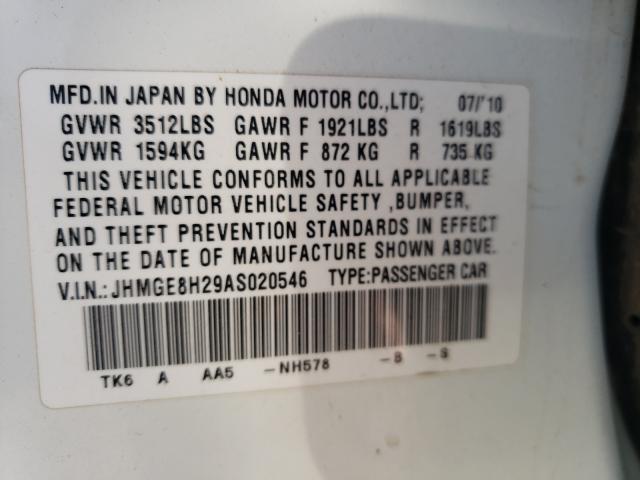 MFD.IN JAPAN BY HONDA MOTOR CO.,LTD; 07/'10
GVWR 3512LBS GAWR F 1921LBS R 1619LBS
GVWR 1594KG GAWR F 872 KG R 735 KG
THIS VEHICLE CONFORMS TO ALL APPLICABLE
FEDERAL MOTOR VEHICLE SAFETY ,BUMPER,
AND THEFT PREVENTION STANDARDS IN EFFECT
ON THE DATE OF MANUFACTURE SHOWN ABOVE.
V.I.N.: JHMGE8H29AS020546 TYPE:PASSENGER CAR
TK6 A AA5 -NH578 -B -S